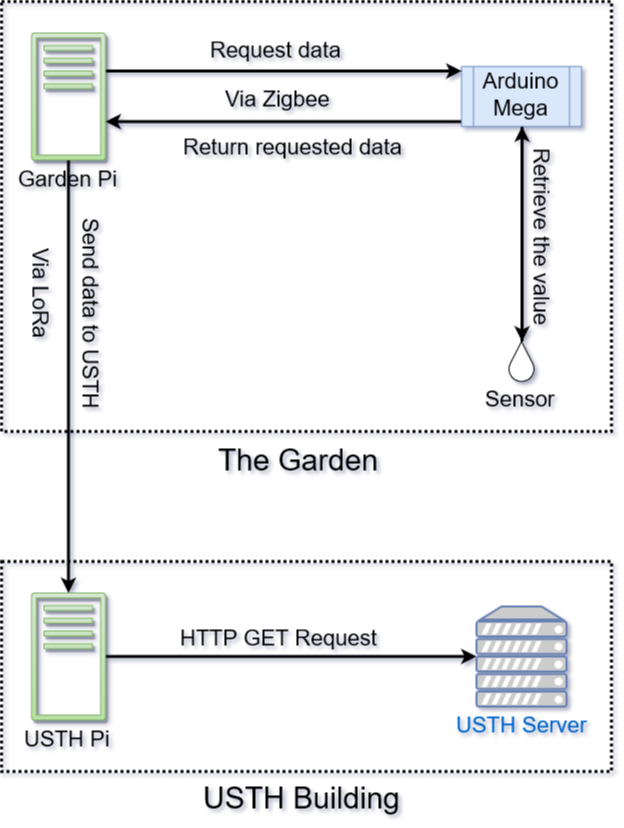 Request data
Arduino
Mega
Via Zigbee
Return requested data
Garden Pi
Retrieve the value
Send data to USTH
Via LoRa
Sensor
The Garden
HTTP GET Request
USTH Pi
USTH Server
USTH Building